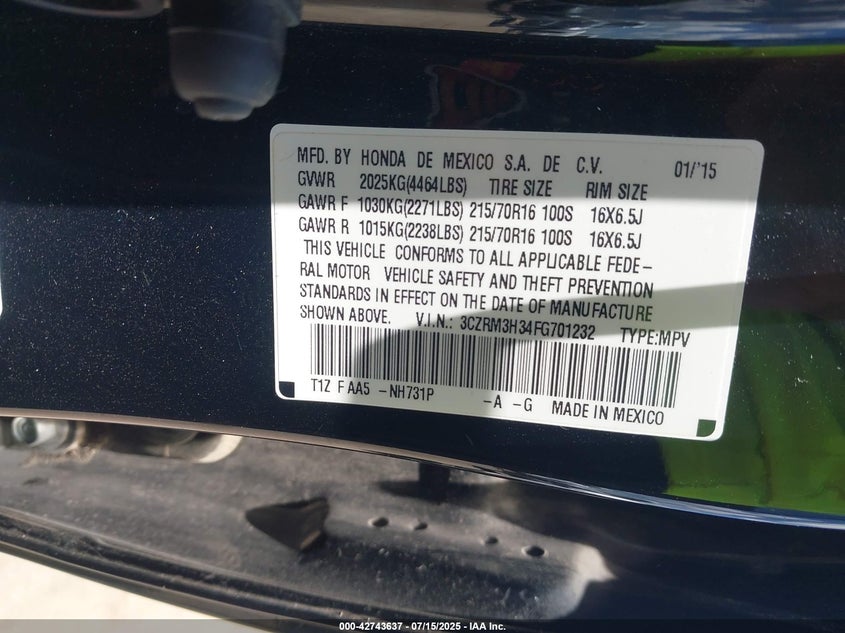 MFD. BY HONDA DE MEXICO S.A. DE C.V. 01/'15
GVWR 2025KG(4464LBS) TIRE SIZE RIM SIZE
GAWR F 1030KG(2271LBS) 215/70R16 100S 16X6.5J
GAWR R 1015KG(2238LBS) 215/70R16 100S 16X6.5J
THIS VEHICLE CONFORMS TO ALL APPLICABLE FEDE-
RAL MOTOR VEHICLE SAFETY AND THEFT PREVENTION
STANDARDS IN EFFECT ON THE DATE OF MANUFACTURE
SHOWN ABOVE. V.I.N.: 3CZRM3H34FG701232 TYPE:MPV
T1Z F AA5 -NH731P -A -G MADE IN MEXICO
000-42743637 - 07/15/2025 - IAA Inc.